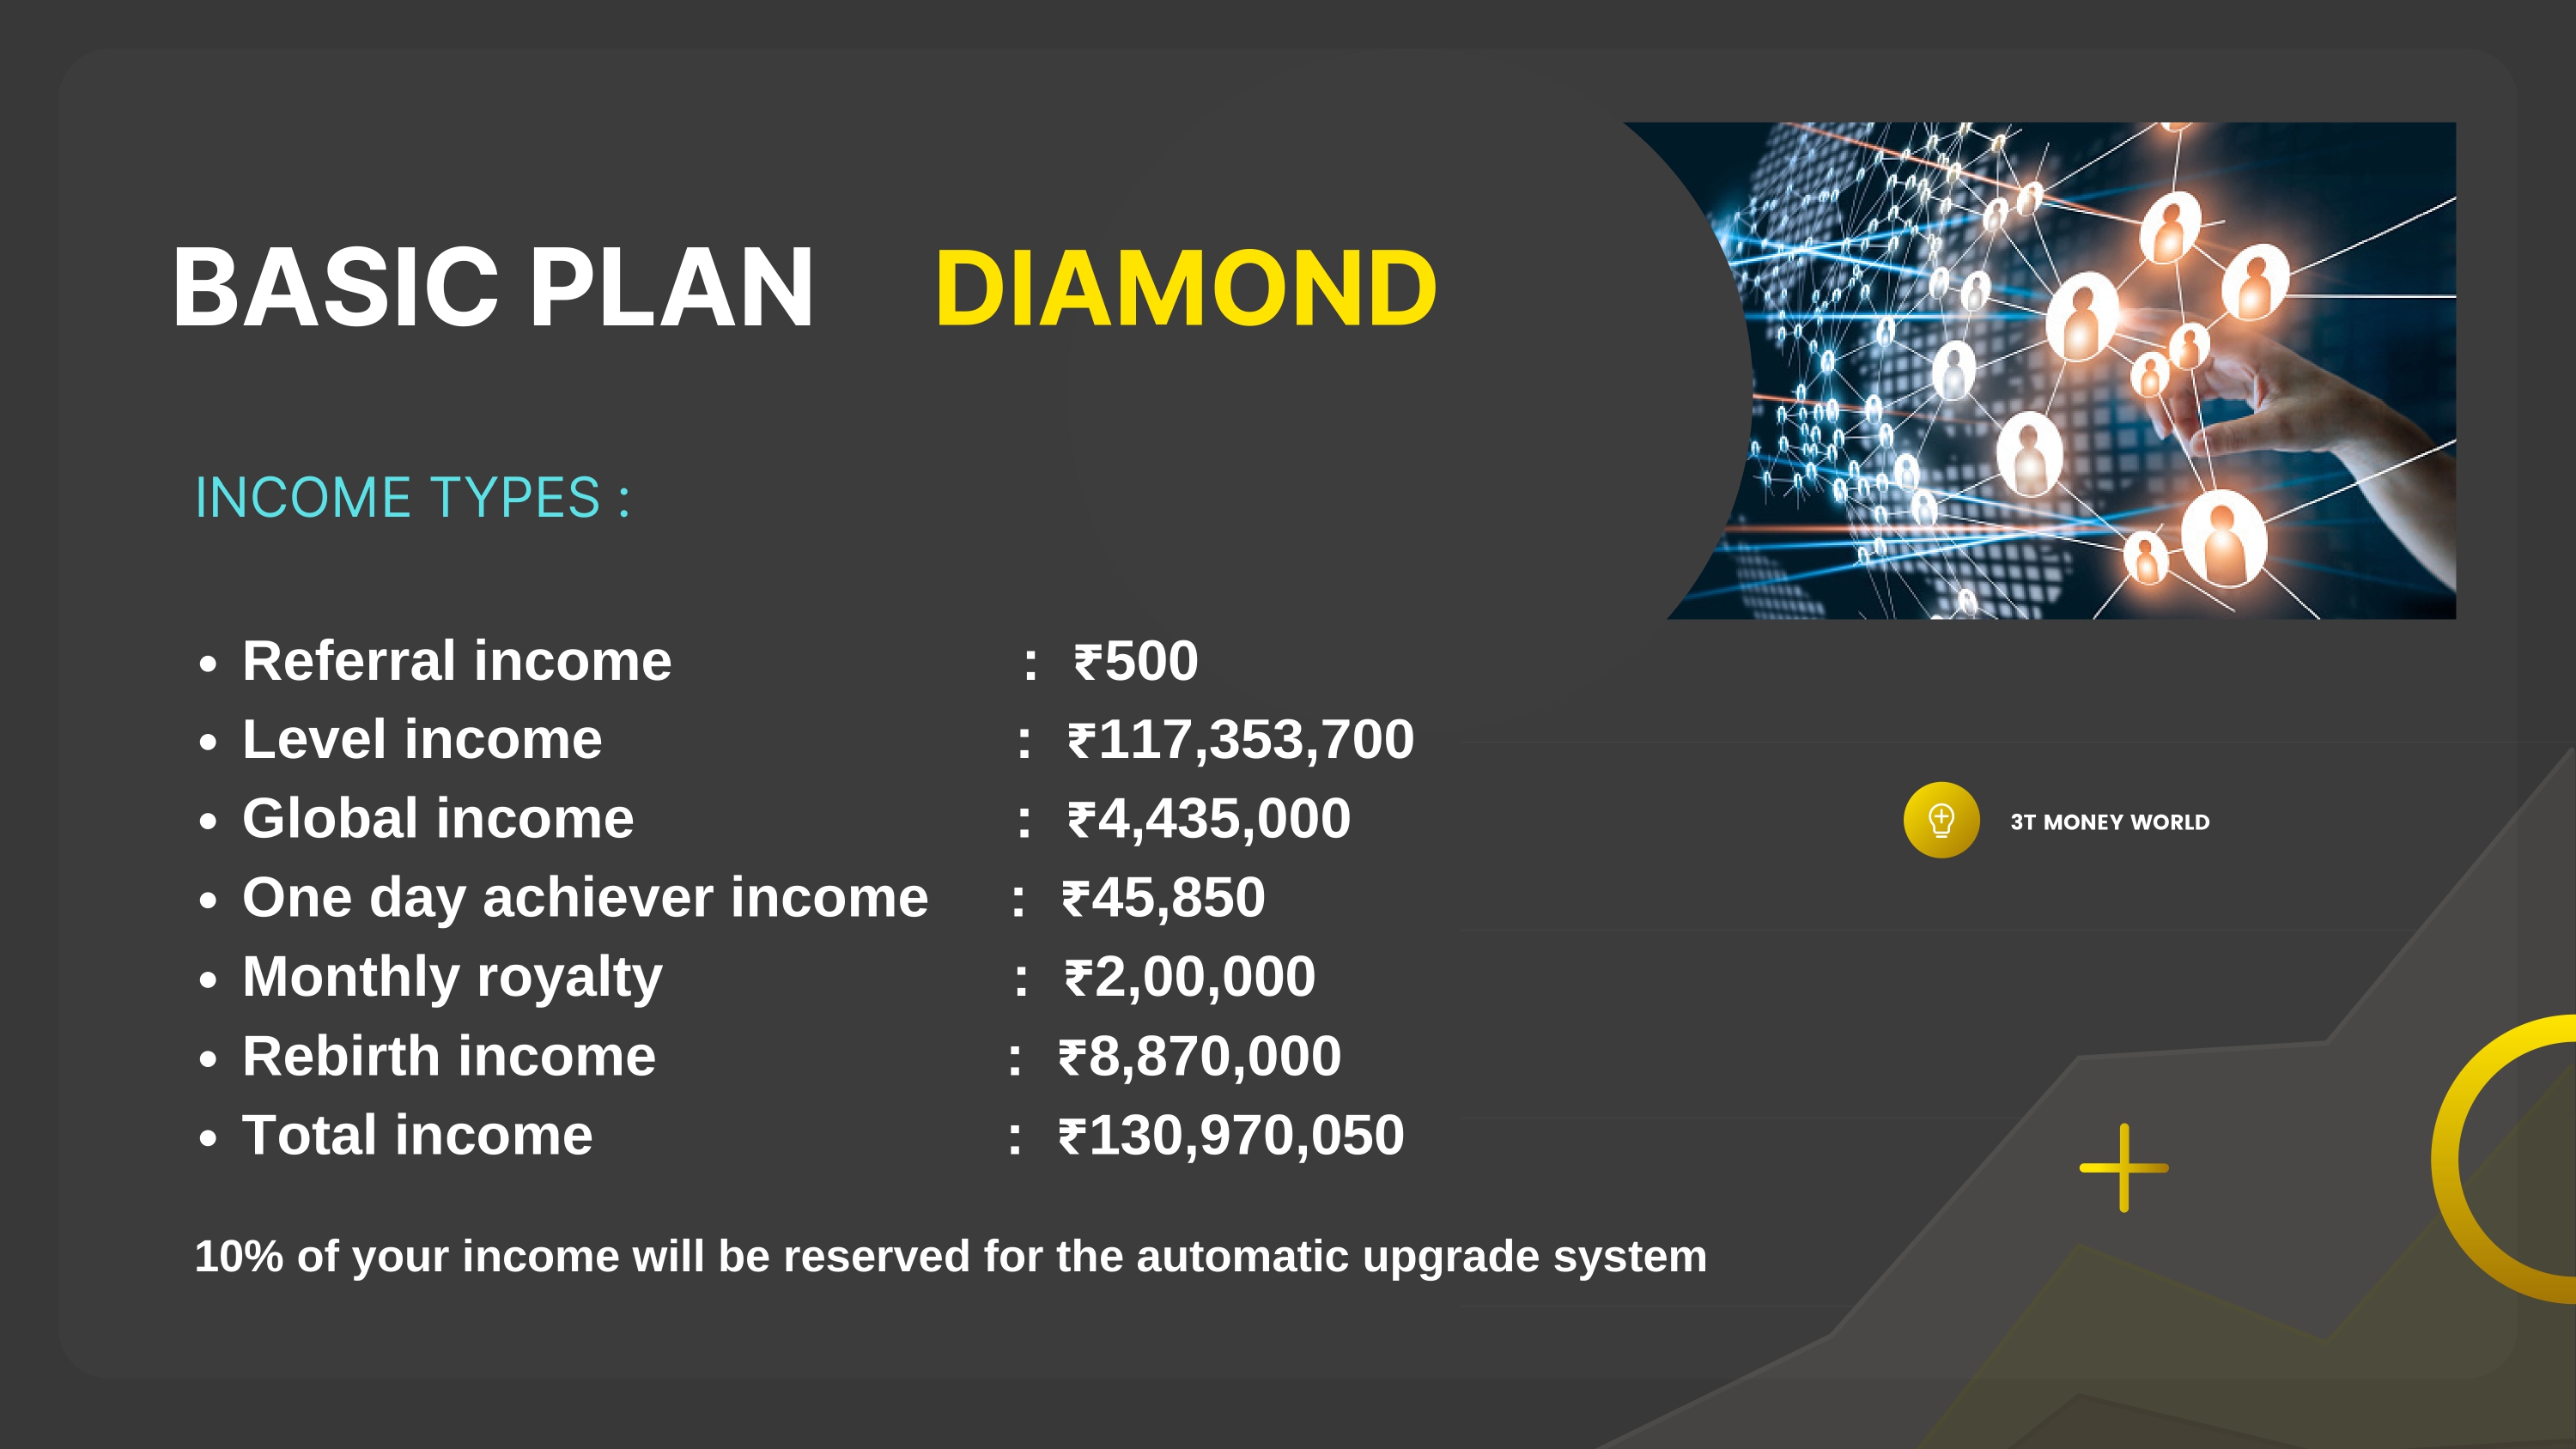 BASIC PLAN DIAMOND
INCOME TYPES :
• Referral income : ₹500
• Level income : ₹117,353,700
• Global income : ₹4,435,000
• One day achiever income : ₹45,850
• Monthly royalty : ₹2,00,000
• Rebirth income : ₹8,870,000
• Total income : ₹130,970,050
3T MONEY WORLD
10% of your income will be reserved for the automatic upgrade system